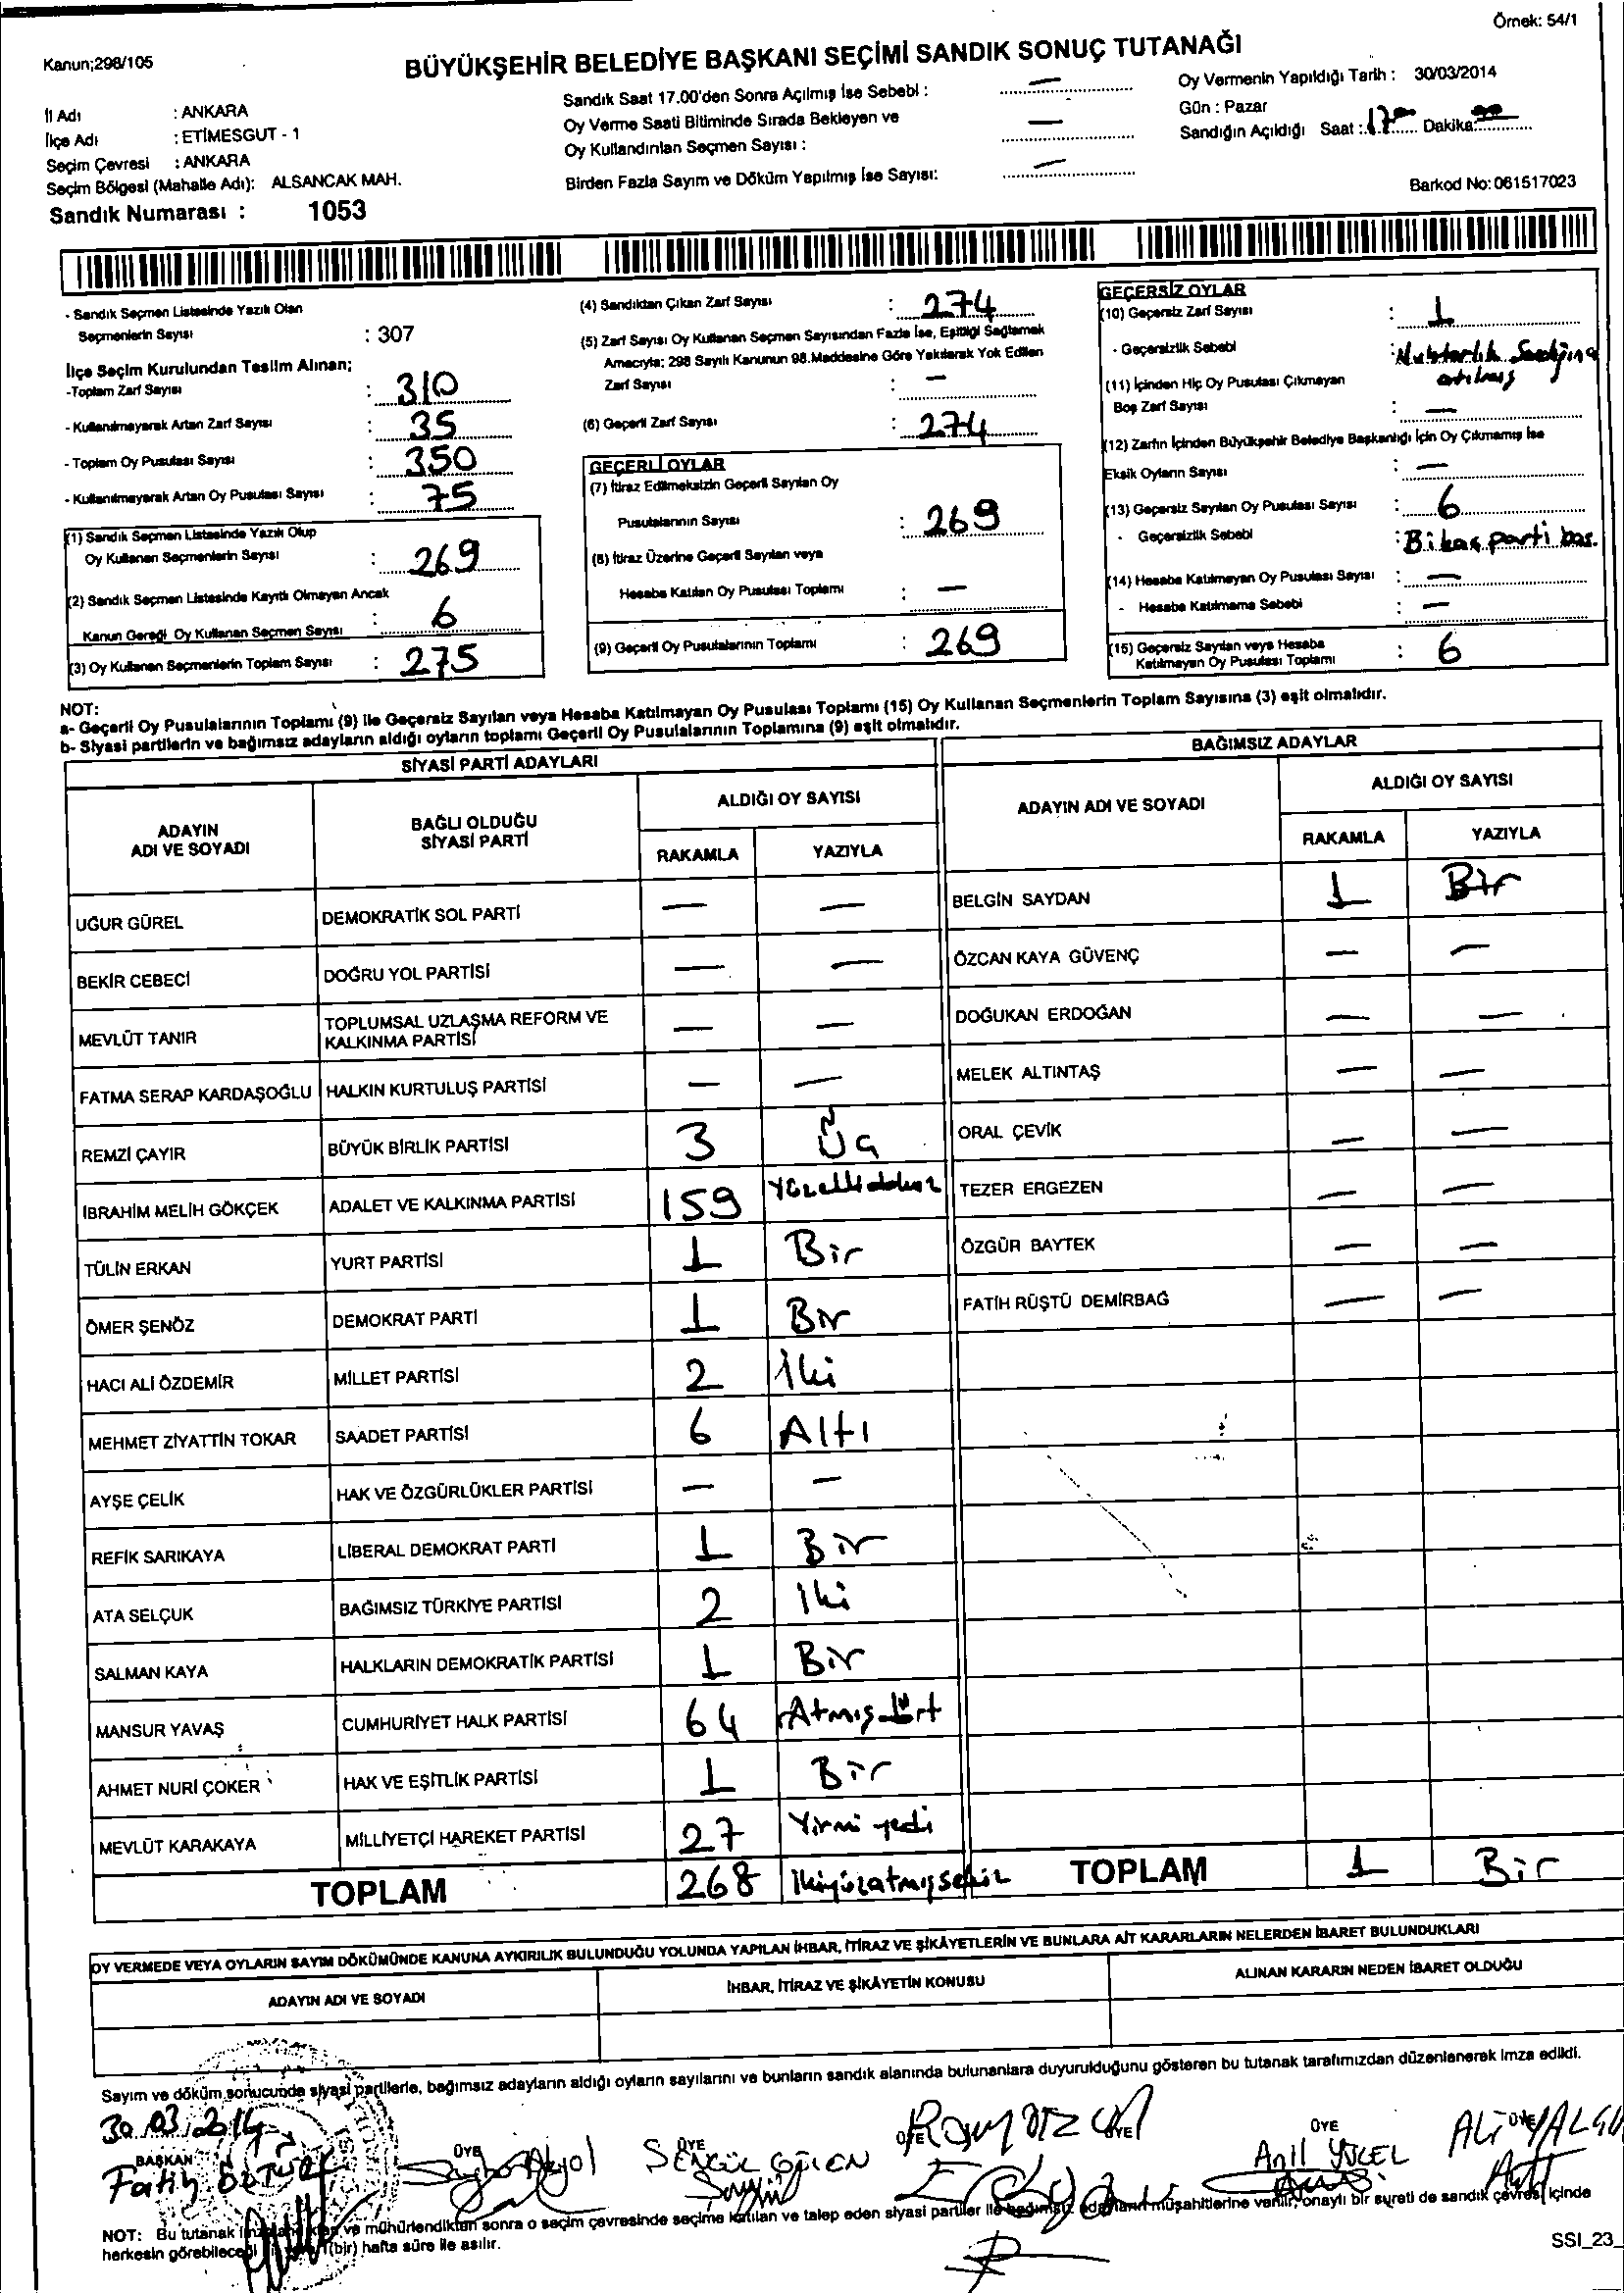 Örnek: 54/1
Kanun;298/105
BÜYÜKŞEHİR BELEDİYE BAŞKANI SEÇİMİ SANDIK SONUÇ TUTANAĞI
İl Adı : ANKARA
İlçe Adı : ETİMESGUT - 1
Seçim Çevresi : ANKARA
Seçim Bölgesi (Mahalle Adı): ALSANCAK MAH.
Sandık Numarası : 1053
Sandık Saat 17.00'den Sonra Açılmış İse Sebebi : —
Oy Verme Saati Bitiminde Sırada Bekleyen ve
Oy Kullandırılan Seçmen Sayısı : —
Birden Fazla Sayım ve Döküm Yapılmış İse Sayısı: —
Oy Vermenin Yapıldığı Tarih : 30/03/2014
Gün : Pazar
Sandığın Açıldığı Saat : 17 00 Dakika: 00
Barkod No: 061517023
- Sandık Seçmen Listesinde Yazılı Olan
Seçmenlerin Sayısı : 307
İlçe Seçim Kurulundan Teslim Alınan;
-Toplam Zarf Sayısı : 310
- Kullanılmayarak Artan Zarf Sayısı : 35
- Toplam Oy Pusulası Sayısı : 350
- Kullanılmayarak Artan Oy Pusulası Sayısı : 75
(1) Sandık Seçmen Listesinde Yazılı Olup
Oy Kullanan Seçmenlerin Sayısı : 269
(2) Sandık Seçmen Listesinde Kayıtlı Olmayan Ancak
Kanun Gereği Oy Kullanan Seçmen Sayısı : 6
(3) Oy Kullanan Seçmenlerin Toplam Sayısı : 275
(4) Sandıktan Çıkan Zarf Sayısı : 274
(5) Zarf Sayısı Oy Kullanan Seçmen Sayısından Fazla İse, Eşitliği Sağlamak
Amacıyla; 298 Sayılı Kanunun 98.Maddesine Göre Yakılarak Yok Edilen
Zarf Sayısı : —
(6) Geçerli Zarf Sayısı : 274
GEÇERLİ OYLAR
(7) İtiraz Edilmeksizin Geçerli Sayılan Oy
Pusulalarının Sayısı : 269
(8) İtiraz Üzerine Geçerli Sayılan veya
Hesaba Katılan Oy Pusulası Toplamı : —
(9) Geçerli Oy Pusulalarının Toplamı : 269
GEÇERSİZ OYLAR
(10) Geçersiz Zarf Sayısı : 1
- Geçersizlik Sebebi : Muhtarlık Sandığına
atılmış
(11) İçinden Hiç Oy Pusulası Çıkmayan
Boş Zarf Sayısı : —
(12) Zarfın İçinden Büyükşehir Belediye Başkanlığı İçin Oy Çıkmamış İse
Eksik Oyların Sayısı : —
(13) Geçersiz Sayılan Oy Pusulası Sayısı : 6
- Geçersizlik Sebebi : Bikaç parti bas.
(14) Hesaba Katılmayan Oy Pusulası Sayısı : —
- Hesaba Katılmama Sebebi : —
(15) Geçersiz Sayılan veya Hesaba
Katılmayan Oy Pusulası Toplamı : 6
NOT:
a- Geçerli Oy Pusulalarının Toplamı (9) ile Geçersiz Sayılan veya Hesaba Katılmayan Oy Pusulası Toplamı (15) Oy Kullanan Seçmenlerin Toplam Sayısına (3) eşit olmalıdır.
b- Siyasi partilerin ve bağımsız adayların aldığı oyların toplamı Geçerli Oy Pusulalarının Toplamına (9) eşit olmalıdır.
SİYASİ PARTİ ADAYLARI
ADAYIN
ADI VE SOYADI
BAĞLI OLDUĞU
SİYASİ PARTİ
ALDIĞI OY SAYISI
RAKAMLA YAZIYLA
UĞUR GÜREL DEMOKRATİK SOL PARTİ — —
BEKİR CEBECİ DOĞRU YOL PARTİSİ — —
MEVLÜT TANIR TOPLUMSAL UZLAŞMA REFORM VE
KALKINMA PARTİSİ — —
FATMA SERAP KARDAŞOĞLU HALKIN KURTULUŞ PARTİSİ — —
REMZİ ÇAYIR BÜYÜK BİRLİK PARTİSİ 3 Üç
İBRAHİM MELİH GÖKÇEK ADALET VE KALKINMA PARTİSİ 159 Yüzellidokuz
TÜLİN ERKAN YURT PARTİSİ 1 Bir
ÖMER ŞENÖZ DEMOKRAT PARTİ 1 Bir
HACI ALİ ÖZDEMİR MİLLET PARTİSİ 2 İki
MEHMET ZİYATTİN TOKAR SAADET PARTİSİ 6 Altı
AYŞE ÇELİK HAK VE ÖZGÜRLÜKLER PARTİSİ — —
REFİK SARIKAYA LİBERAL DEMOKRAT PARTİ 1 Bir
ATA SELÇUK BAĞIMSIZ TÜRKİYE PARTİSİ 2 İki
SALMAN KAYA HALKLARIN DEMOKRATİK PARTİSİ 1 Bir
MANSUR YAVAŞ CUMHURİYET HALK PARTİSİ 64 Atmışdört
AHMET NURİ ÇOKER HAK VE EŞİTLİK PARTİSİ 1 Bir
MEVLÜT KARAKAYA MİLLİYETÇİ HAREKET PARTİSİ 27 Yirmi yedi
TOPLAM 268 İkiyüzatmışsekiz
BAĞIMSIZ ADAYLAR
ADAYIN ADI VE SOYADI
ALDIĞI OY SAYISI
RAKAMLA YAZIYLA
BELGİN SAYDAN 1 Bir
ÖZCAN KAYA GÜVENÇ — —
DOĞUKAN ERDOĞAN — —
MELEK ALTINTAŞ — —
ORAL ÇEVİK — —
TEZER ERGEZEN — —
ÖZGÜR BAYTEK — —
FATİH RÜŞTÜ DEMİRBAĞ — —
TOPLAM 1 Bir
OY VERMEDE VEYA OYLARIN SAYIM DÖKÜMÜNDE KANUNA AYKIRILIK BULUNDUĞU YOLUNDA YAPILAN İHBAR, İTİRAZ VE ŞİKÂYETLERİN VE BUNLARA AİT KARARLARIN NELERDEN İBARET BULUNDUKLARI
ADAYIN ADI VE SOYADI İHBAR, İTİRAZ VE ŞİKÂYETİN KONUSU ALINAN KARARIN NEDEN İBARET OLDUĞU
Sayım ve döküm sonucunda siyasi partilerle, bağımsız adayların aldığı oyların sayılarını ve bunların sandık alanında bulunanlara duyurulduğunu gösteren bu tutanak tarafımızdan düzenlenerek imza edildi.
30.03.2014
BAŞKAN ÜYE ÜYE ÜYE ÜYE ÜYE ÜYE
Fatih Akyol ŞENGÜL Anıl YÜCEL ALİ
NOT: Bu tutanak ve mühürlendikten sonra o seçim çevresinde seçime katılan ve talep eden siyasi partiler ile bağımsız adayların müşahitlerine verilir, onaylı bir sureti de sandık çevresi içinde
herkesin görebileceği (bir) hafta süre ile asılır.
SSI_23_